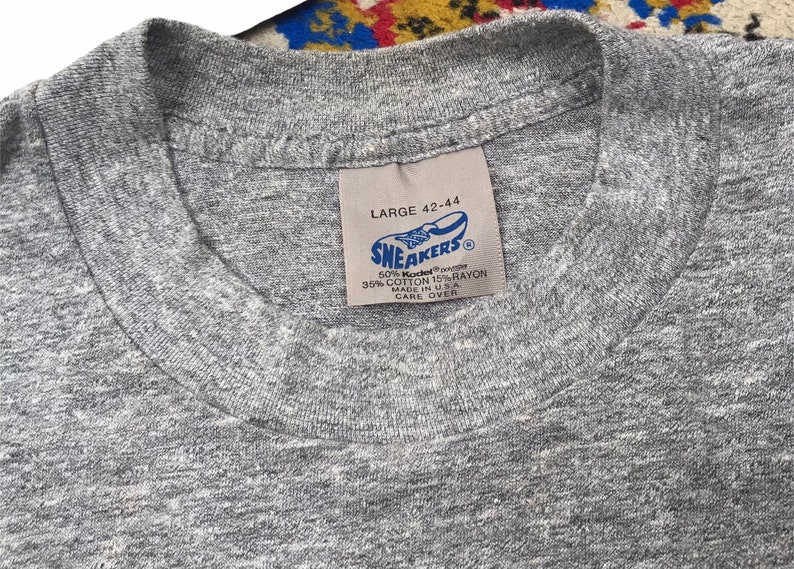 LARGE 42-44
SNEAKERS®
50% Kodel® polyester
35% COTTON 15% RAYON
MADE IN U.S.A.
CARE OVER